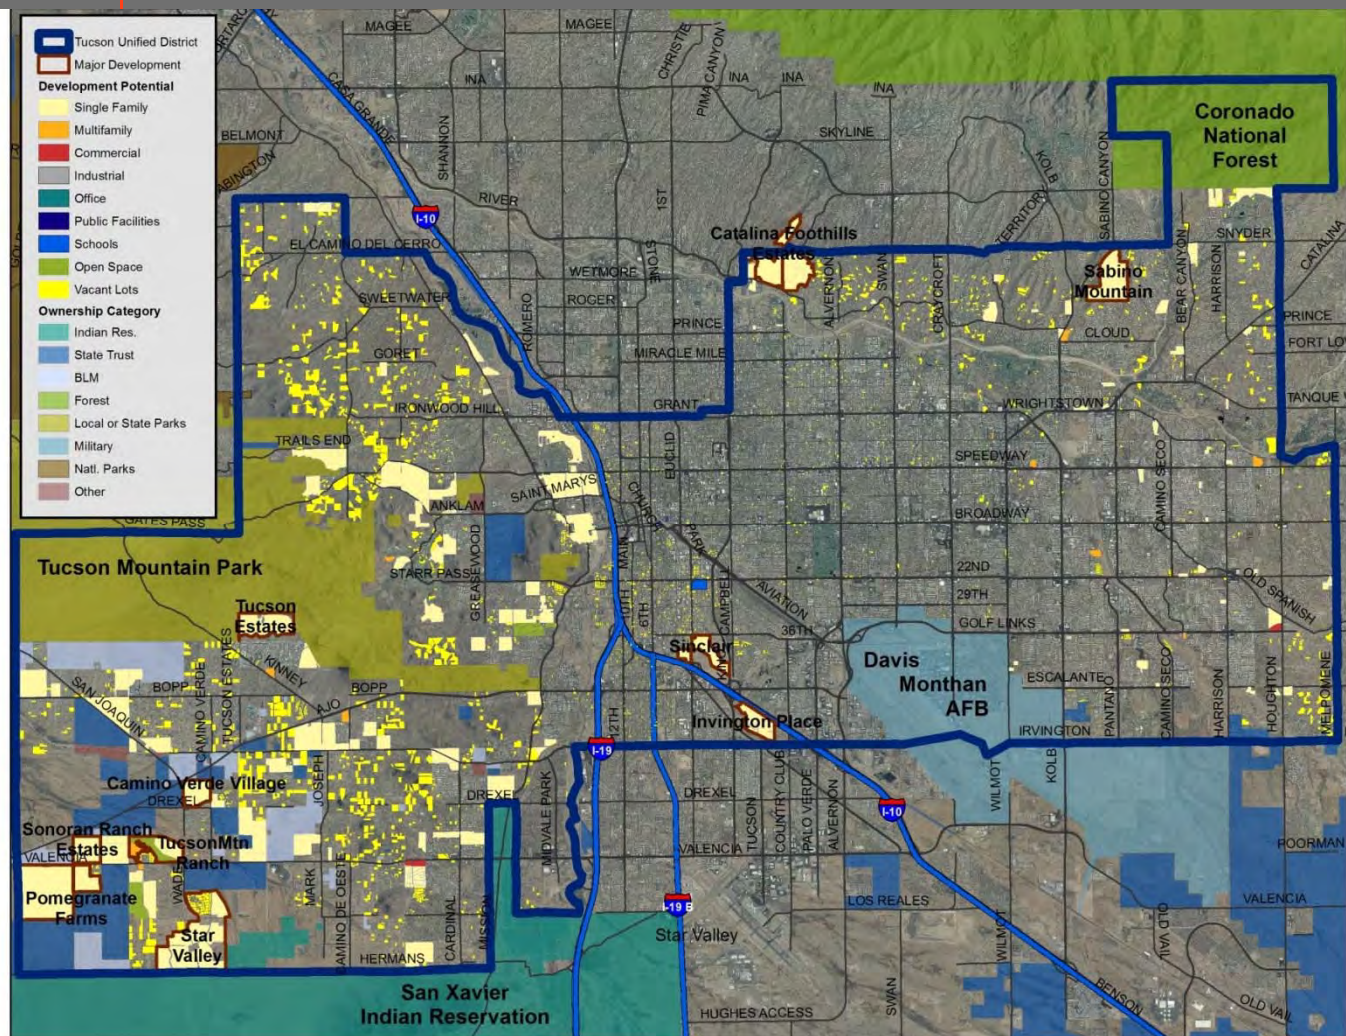 Tucson Unified District
Major Development
Development Potential
Single Family
Multifamily
Commercial
Industrial
Office
Public Facilities
Schools
Open Space
Vacant Lots
Ownership Category
Indian Res.
State Trust
BLM
Forest
Local or State Parks
Military
Natl. Parks
Other
MAGEE
MAGEE
CHRISTIE
PIMA CANYON
CASA GRANDE
INA
INA
INA
INA
BELMONT
SHANNON
SKYLINE
KOLB
SABINO CANYON
Coronado
National
Forest
RIVER
1ST
TERRITORY
I-10
EL CAMINO DEL CERRO
STONE
Catalina Foothills
Estates
SWAN
ALVERNON
CRAYCROFT
Sabino
Mountain
BEAR CANYON
HARRISON
SNYDER
CATALINA
WETMORE
SWEETWATER
ROGER
ROMERO
PRINCE
CLOUD
PRINCE
GORET
MIRACLE MILE
FORT LOW
IRONWOOD HILL
GRANT
WRIGHTSTOWN
TANQUE
TRAILS END
EUCLID
SPEEDWAY
CAMINO SECO
SAINT MARYS
CHURCH
ANKLAM
GATES PASS
BROADWAY
GREASEWOOD
MAIN
PARK
Tucson Mountain Park
STARR PASS
22ND
OLD SPANISH
10TH
6TH
CAMPBELL
AVIATION
29TH
Tucson
Estates
36TH
GOLF LINKS
Sinclair
KINO
Davis
Monthan
AFB
CAMINO VERDE
TUCSON ESTATES
KINNEY
SAN JOAQUIN
BOPP
BOPP
AJO
ESCALANTE
PANTANO
CAMINO SECO
HARRISON
HOUGHTON
MELPOMENE
12TH
Irvington Place
IRVINGTON
I-19
JOSEPH
Camino Verde Village
DREXEL
DREXEL
MIDVALE PARK
DREXEL
TUCSON
COUNTRY CLUB
PALO VERDE
ALVERNON
WILMOT
KOLB
I-10
Sonoran Ranch
Estates
TucsonMtn
Ranch
VALENCIA
VALENCIA
POORMAN
Pomegranate
Farms
MARK
CAMINO DE OESTE
CARDINAL
MISSION
LOS REALES
VALENCIA
I-19 B
Star
Valley
Star Valley
WILMOT
OLD VAIL
HERMANS
San Xavier
Indian Reservation
HUGHES ACCESS
SWAN
BENSON
OLD VAIL